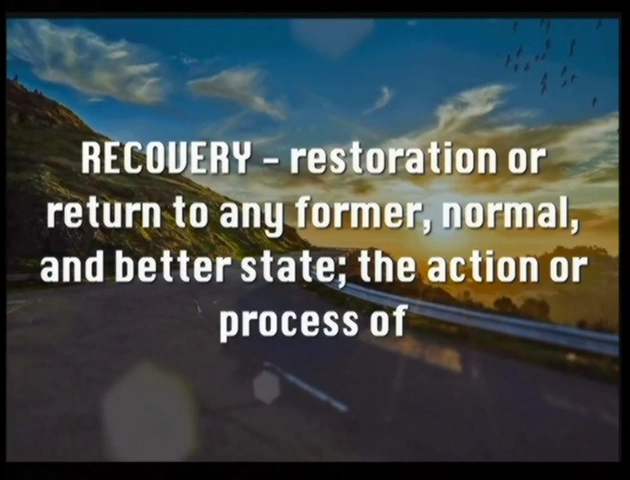 RECOVERY – restoration or
return to any former, normal,
and better state; the action or
process of